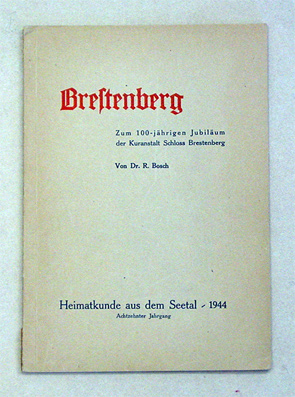 Brestenberg
Zum 100-jährigen Jubiläum
der Kuranstalt Schloss Brestenberg
Von Dr. R. Bosch
Heimatkunde aus dem Seetal - 1944
Achtzehnter Jahrgang